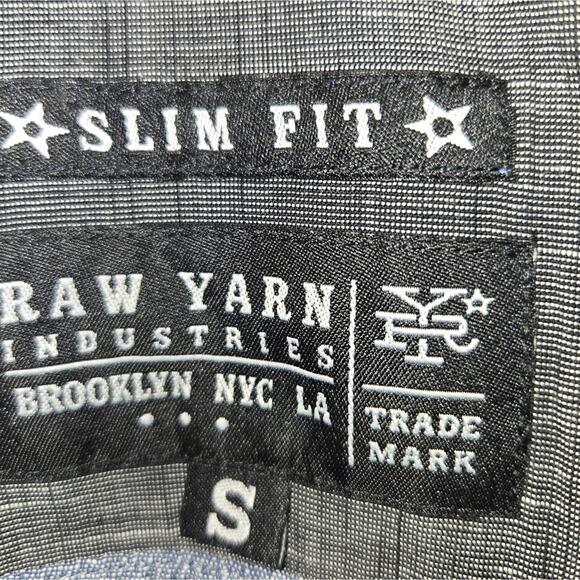 SLIM FIT
RAW YARN
INDUSTRIES
BROOKLYN NYC LA
TRADE
MARK
S